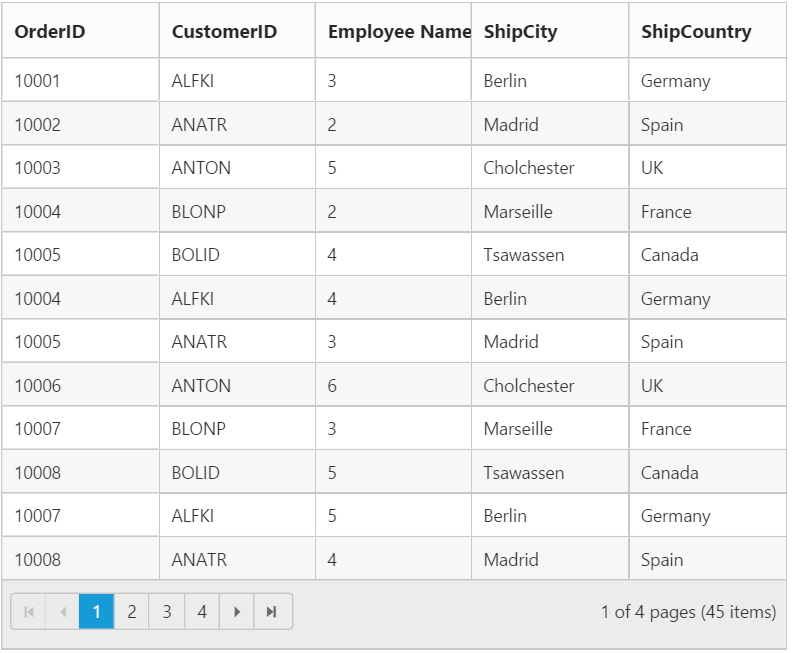 OrderID CustomerID Employee Name ShipCity ShipCountry
10001 ALFKI 3 Berlin Germany
10002 ANATR 2 Madrid Spain
10003 ANTON 5 Cholchester UK
10004 BLONP 2 Marseille France
10005 BOLID 4 Tsawassen Canada
10004 ALFKI 4 Berlin Germany
10005 ANATR 3 Madrid Spain
10006 ANTON 6 Cholchester UK
10007 BLONP 3 Marseille France
10008 BOLID 5 Tsawassen Canada
10007 ALFKI 5 Berlin Germany
10008 ANATR 4 Madrid Spain
1 2 3 4 1 of 4 pages (45 items)